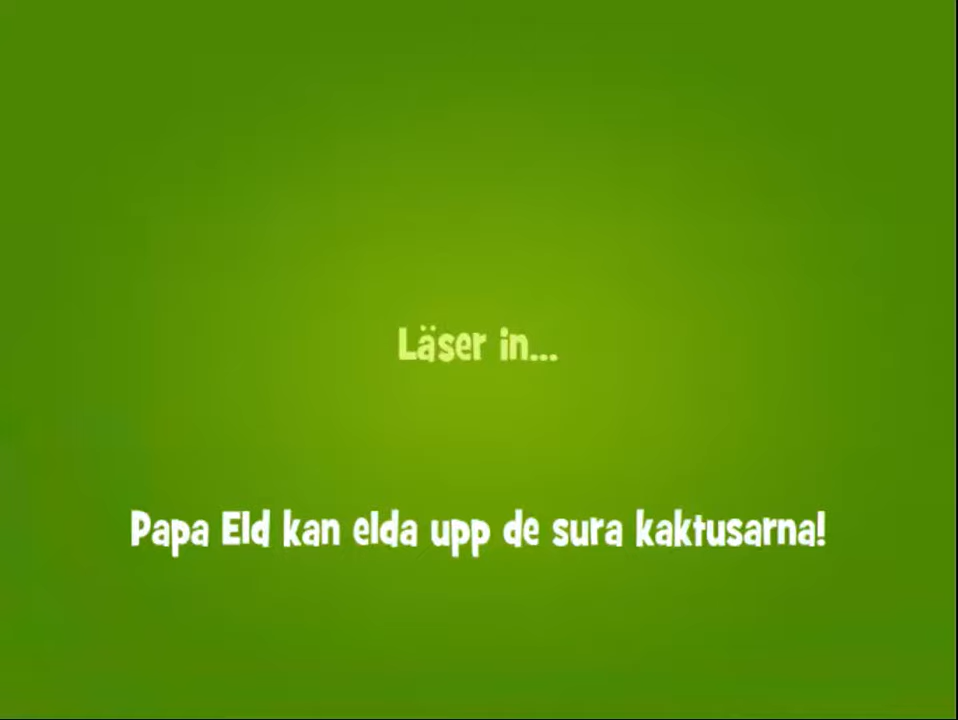 Läser in...
Papa Eld kan elda upp de sura kaktusarna!